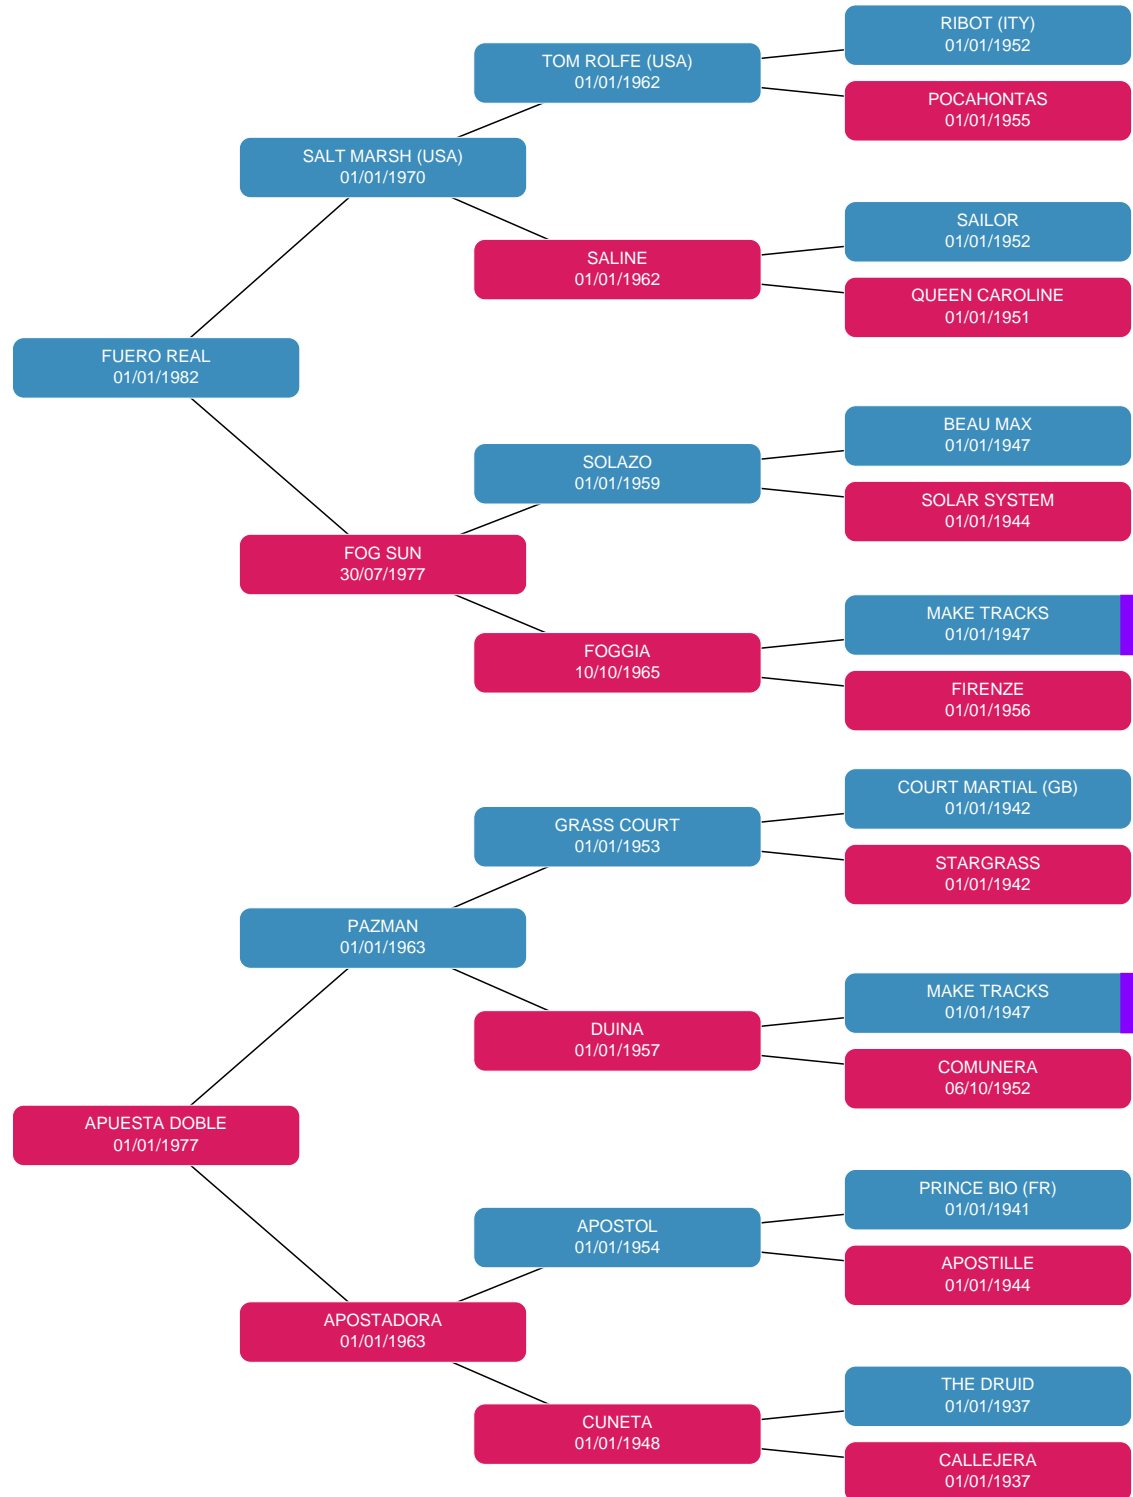 RIBOT (ITY)
01/01/1952
TOM ROLFE (USA)
01/01/1962
POCAHONTAS
01/01/1955
SALT MARSH (USA)
01/01/1970
SAILOR
01/01/1952
SALINE
01/01/1962
QUEEN CAROLINE
01/01/1951
FUERO REAL
01/01/1982
BEAU MAX
01/01/1947
SOLAZO
01/01/1959
SOLAR SYSTEM
01/01/1944
FOG SUN
30/07/1977
MAKE TRACKS
01/01/1947
FOGGIA
10/10/1965
FIRENZE
01/01/1956
COURT MARTIAL (GB)
01/01/1942
GRASS COURT
01/01/1953
STARGRASS
01/01/1942
PAZMAN
01/01/1963
MAKE TRACKS
01/01/1947
DUINA
01/01/1957
COMUNERA
06/10/1952
APUESTA DOBLE
01/01/1977
PRINCE BIO (FR)
01/01/1941
APOSTOL
01/01/1954
APOSTILLE
01/01/1944
APOSTADORA
01/01/1963
THE DRUID
01/01/1937
CUNETA
01/01/1948
CALLEJERA
01/01/1937